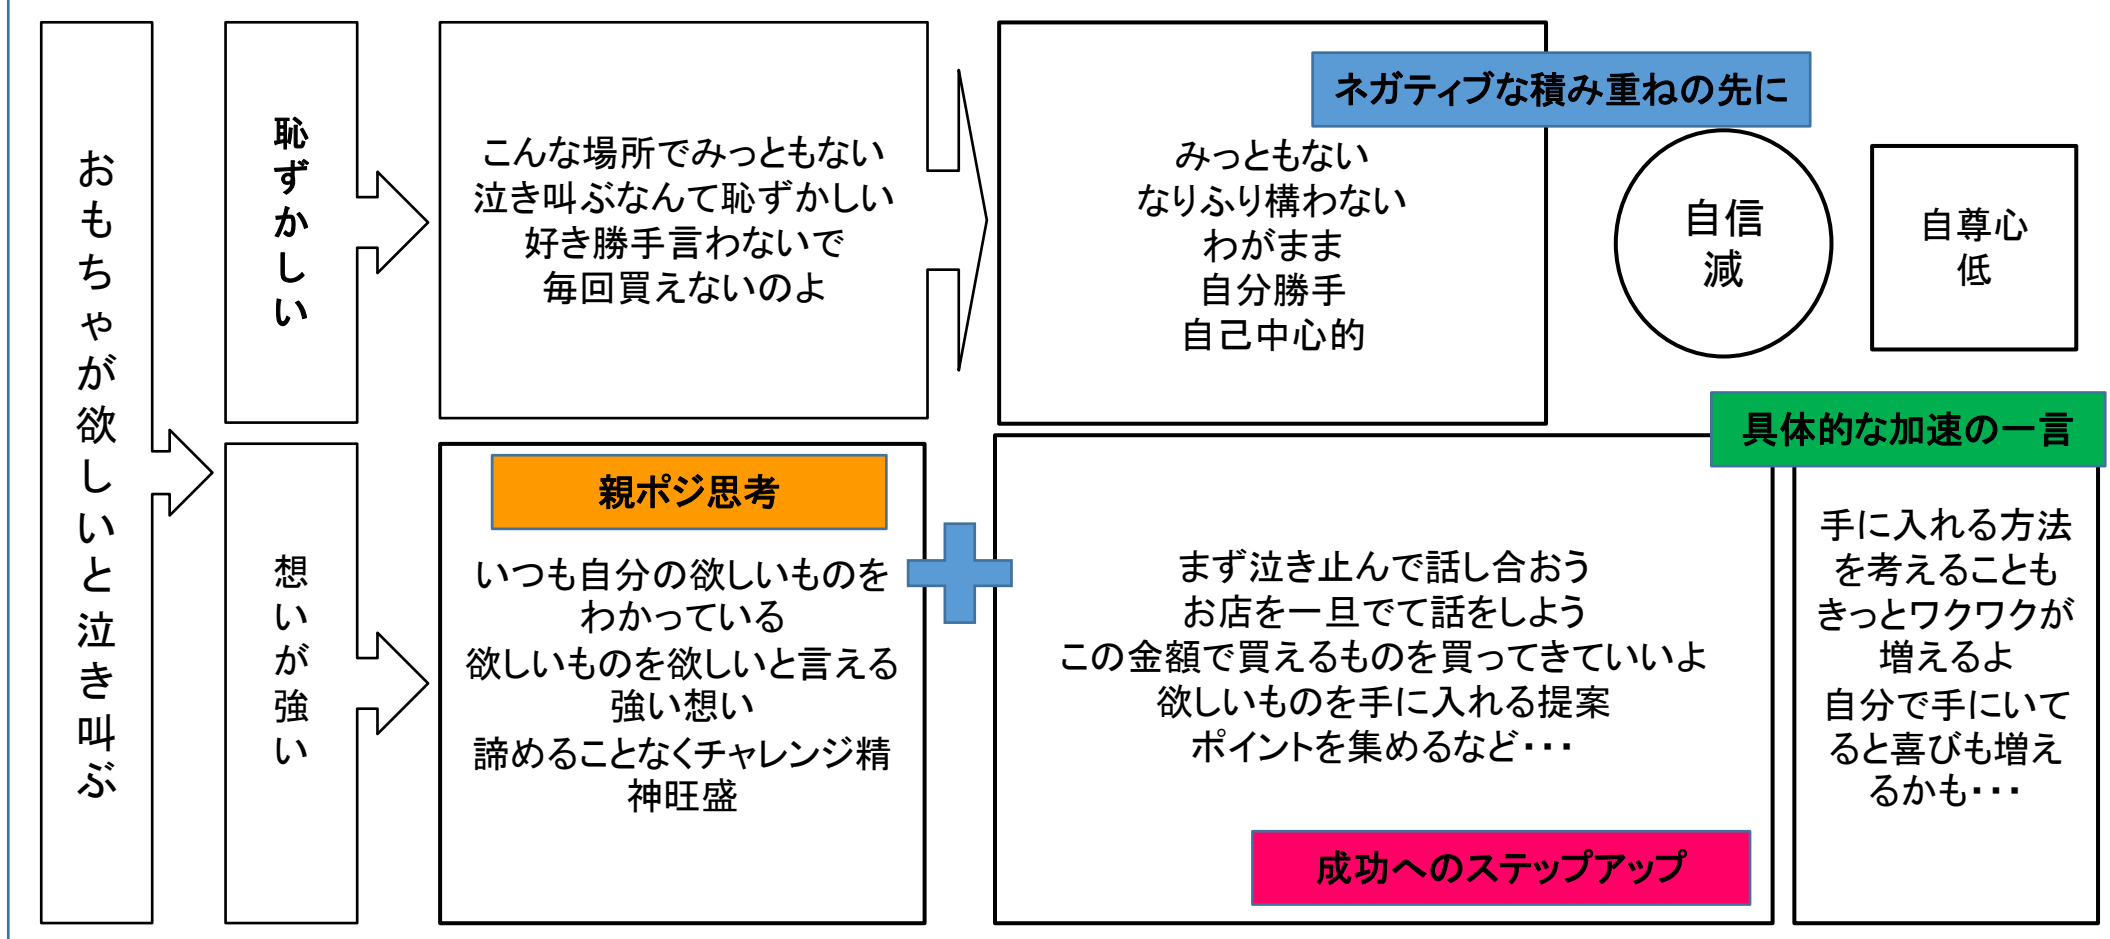 おもちゃが欲しいと泣き叫ぶ
恥ずかしい
こんな場所でみっともない
泣き叫ぶなんて恥ずかしい
好き勝手言わないで
毎回買えないのよ
ネガティブな積み重ねの先に
みっともない
なりふり構わない
わがまま
自分勝手
自己中心的
自信
減
自尊心
低
想いが強い
親ポジ思考
いつも自分の欲しいものを
わかっている
欲しいものを欲しいと言える
強い想い
諦めることなくチャレンジ精
神旺盛
まず泣き止んで話し合おう
お店を一旦でて話をしよう
この金額で買えるものを買ってきていいよ
欲しいものを手に入れる提案
ポイントを集めるなど・・・
成功へのステップアップ
具体的な加速の一言
手に入れる方法
を考えることも
きっとワクワクが
増えるよ
自分で手にいて
ると喜びも増え
るかも・・・